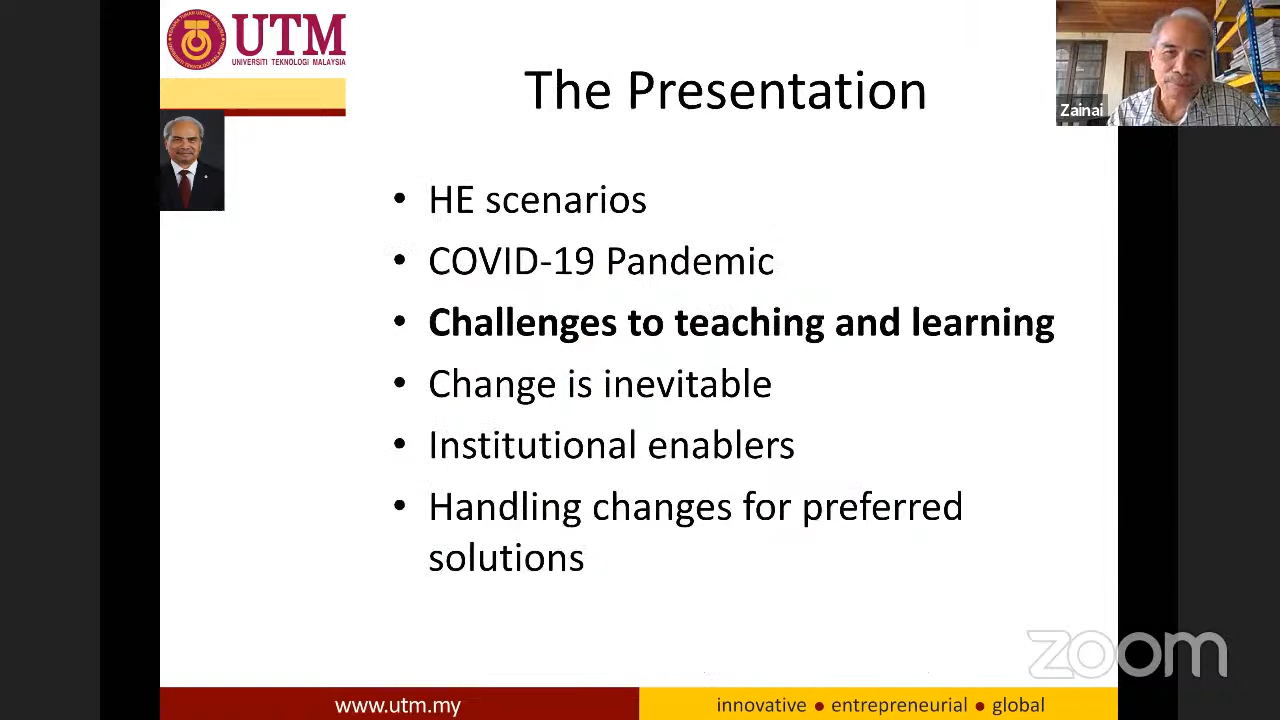 UTM
UNIVERSITI TEKNOLOGI MALAYSIA
The Presentation
Zainai
• HE scenarios
• COVID-19 Pandemic
• Challenges to teaching and learning
• Change is inevitable
• Institutional enablers
• Handling changes for preferred
solutions
zoom
www.utm.my
innovative ● entrepreneurial ● global